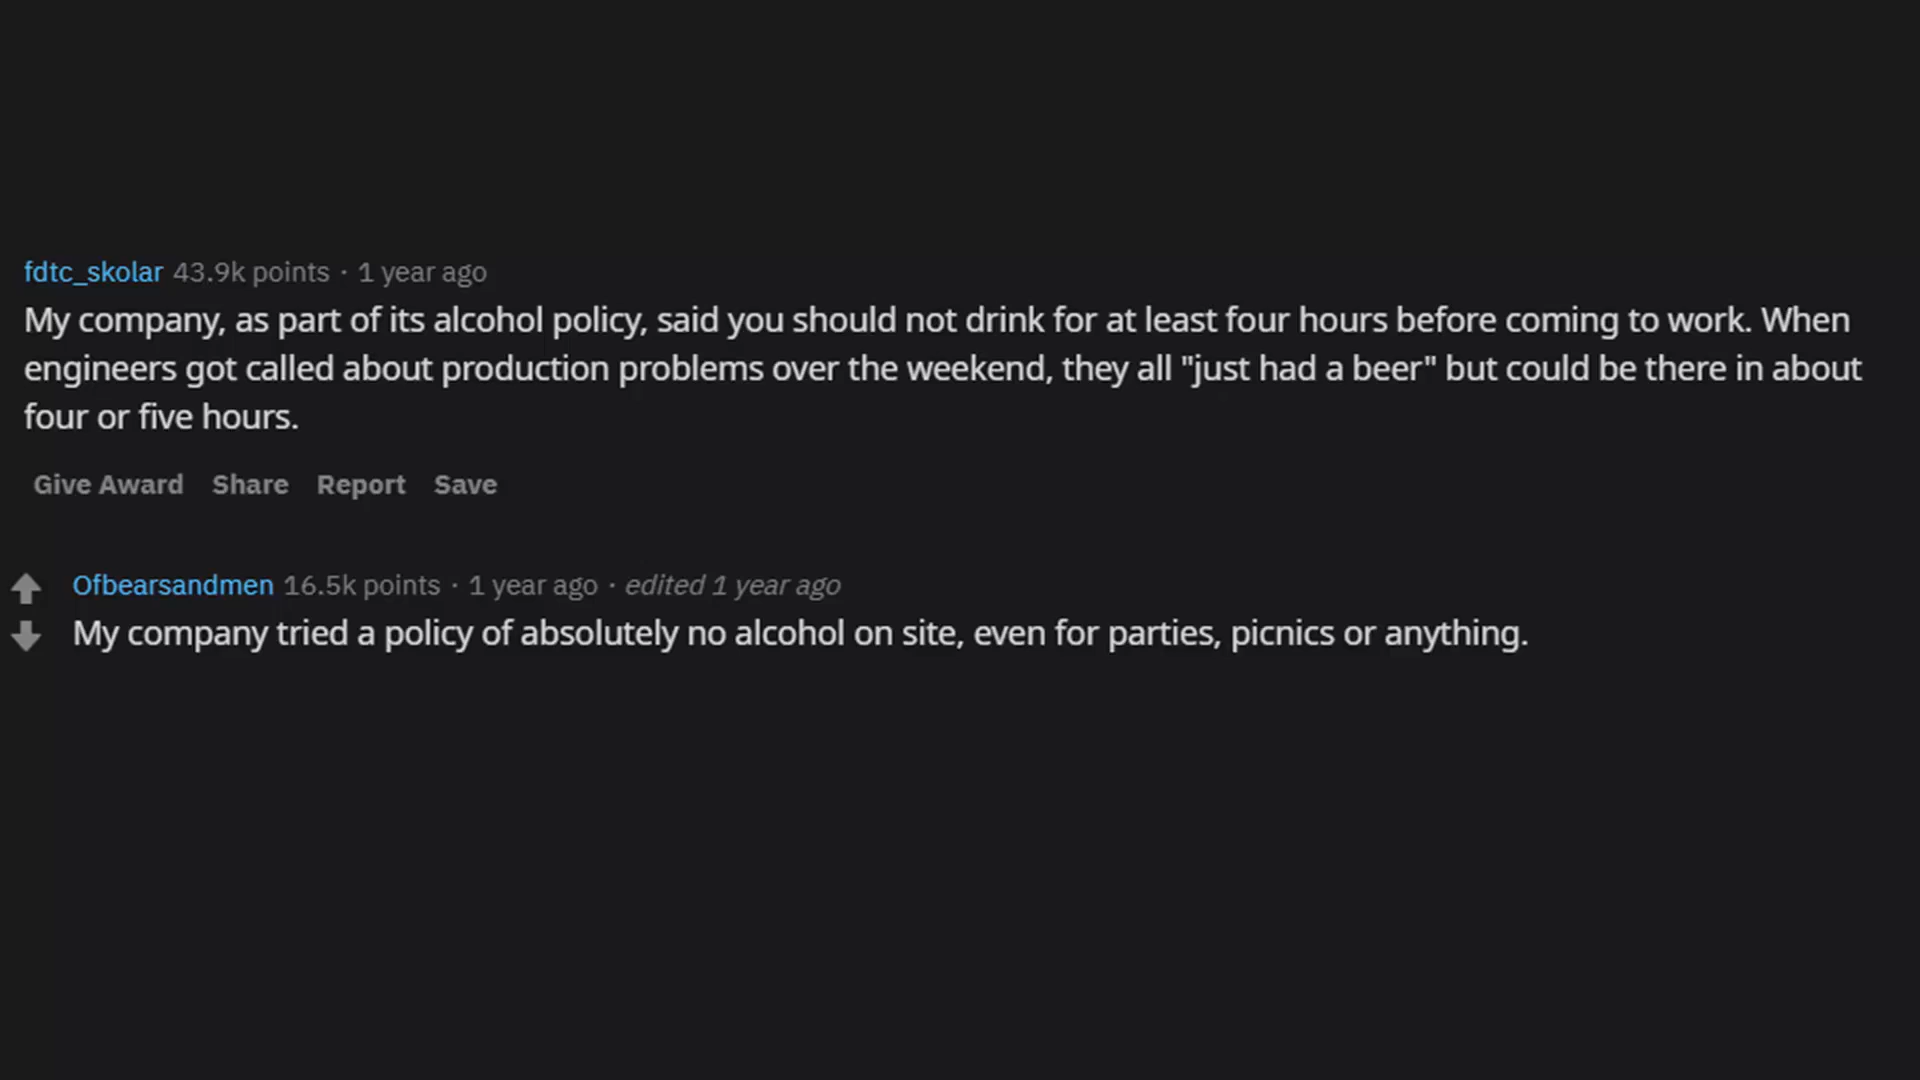 fdtc_skolar 43.9k points · 1 year ago
My company, as part of its alcohol policy, said you should not drink for at least four hours before coming to work. When
engineers got called about production problems over the weekend, they all "just had a beer" but could be there in about
four or five hours.
Give Award Share Report Save
Ofbearsandmen 16.5k points · 1 year ago · edited 1 year ago
My company tried a policy of absolutely no alcohol on site, even for parties, picnics or anything.